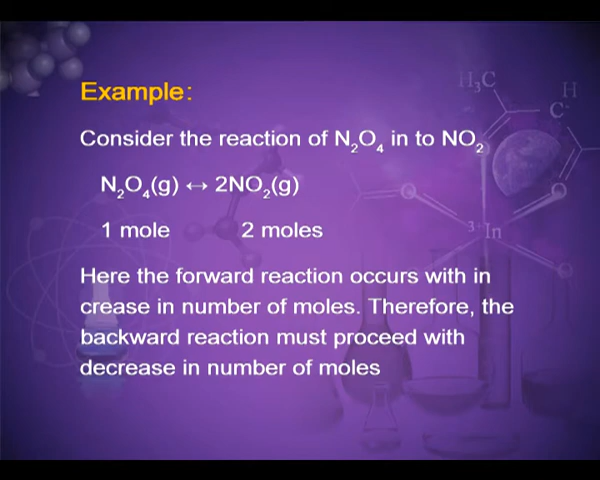 Example:
H₃C
H
C
Consider the reaction of N₂O₄ in to NO₂
N₂O₄(g) ↔ 2NO₂(g)
1 mole 2 moles
³⁺In
Here the forward reaction occurs with in
crease in number of moles. Therefore, the
backward reaction must proceed with
decrease in number of moles